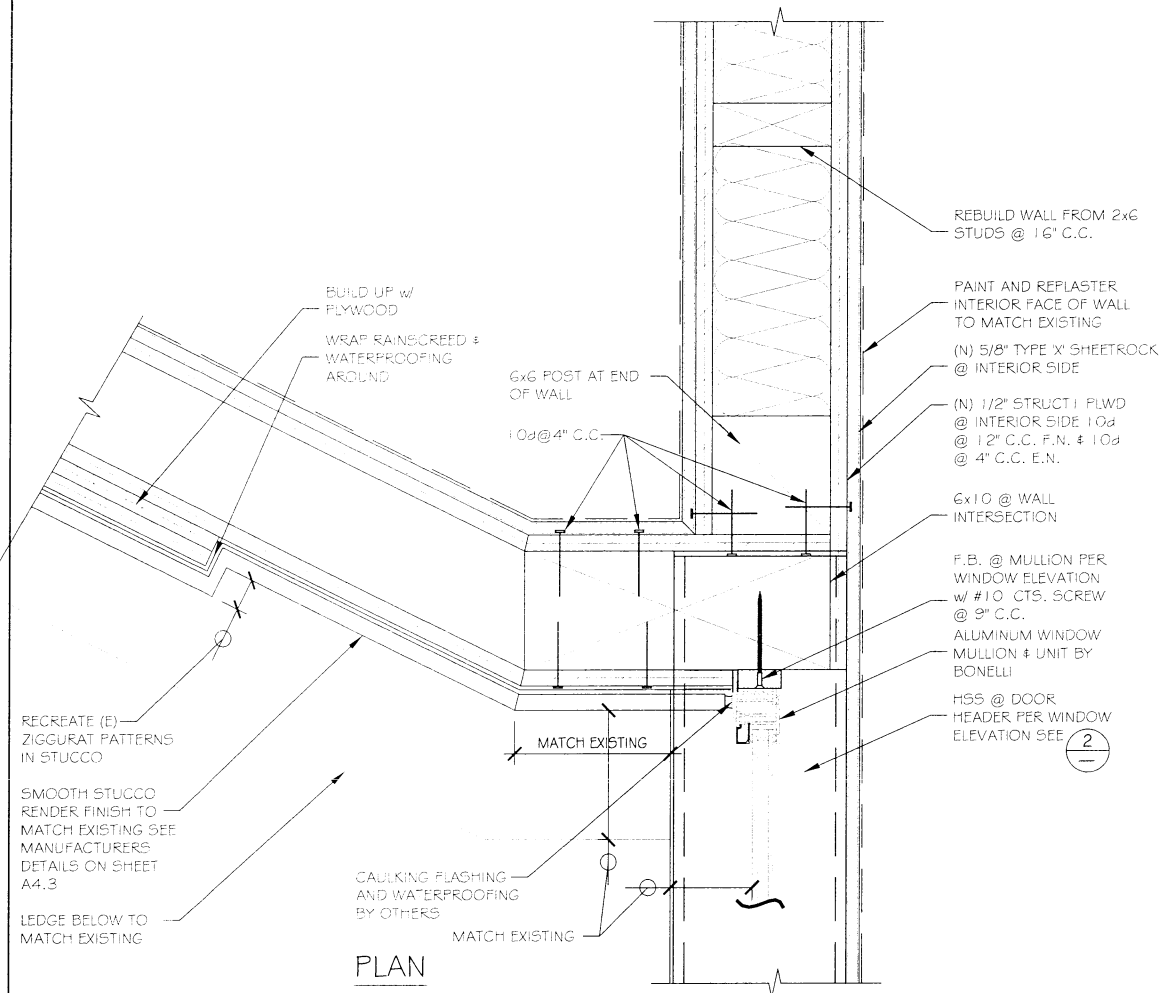 REBUILD WALL FROM 2x6
STUDS @ 16" C.C.
BUILD UP w/
PLYWOOD
PAINT AND REPLASTER
INTERIOR FACE OF WALL
TO MATCH EXISTING
WRAP RAINSCREED &
WATERPROOFING
AROUND
(N) 5/8" TYPE 'X' SHEETROCK
@ INTERIOR SIDE
6x6 POST AT END
OF WALL
(N) 1/2" STRUCT I PLWD
@ INTERIOR SIDE 10d
@ 12" C.C. F.N. & 10d
@ 4" C.C. E.N.
10d@4" C.C.
6x10 @ WALL
INTERSECTION
F.B. @ MULLION PER
WINDOW ELEVATION
w/ #10 CTS. SCREW
@ 9" C.C.
ALUMINUM WINDOW
MULLION & UNIT BY
BONELLI
HSS @ DOOR
HEADER PER WINDOW
ELEVATION SEE
2
RECREATE (E)
ZIGGURAT PATTERNS
IN STUCCO
MATCH EXISTING
SMOOTH STUCCO
RENDER FINISH TO
MATCH EXISTING SEE
MANUFACTURERS
DETAILS ON SHEET
A4.3
CAULKING FLASHING
AND WATERPROOFING
BY OTHERS
LEDGE BELOW TO
MATCH EXISTING
MATCH EXISTING
PLAN